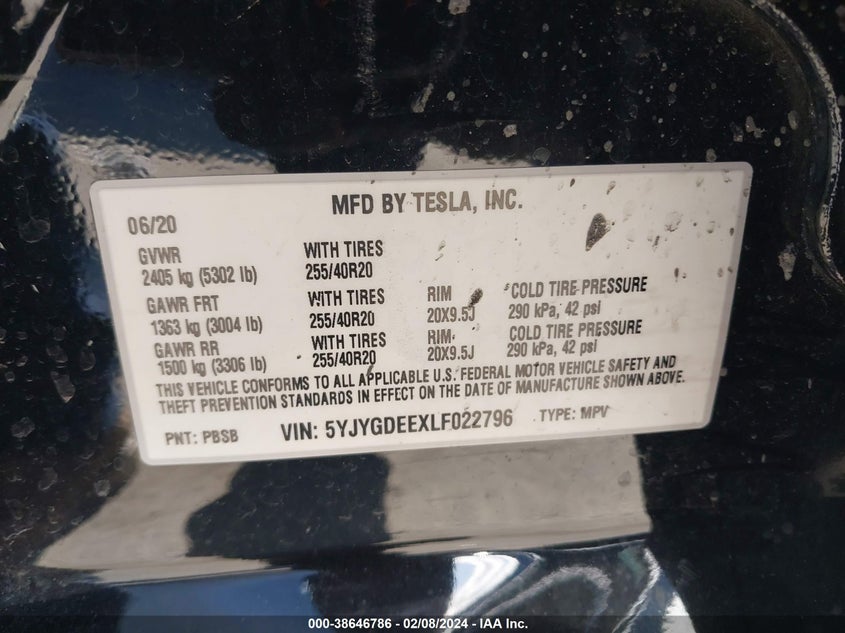 MFD BY TESLA, INC.
06/20
GVWR WITH TIRES
2405 kg (5302 lb) 255/40R20
GAWR FRT WITH TIRES RIM COLD TIRE PRESSURE
1363 kg (3004 lb) 255/40R20 20X9.5J 290 kPa, 42 psi
GAWR RR WITH TIRES RIM COLD TIRE PRESSURE
1500 kg (3306 lb) 255/40R20 20X9.5J 290 kPa, 42 psi
THIS VEHICLE CONFORMS TO ALL APPLICABLE U.S. FEDERAL MOTOR VEHICLE SAFETY AND
THEFT PREVENTION STANDARDS IN EFFECT ON THE DATE OF MANUFACTURE SHOWN ABOVE.
PNT: PBSB VIN: 5YJYGDEEXLF022796 TYPE: MPV
000-38646786 - 02/08/2024 - IAA Inc.